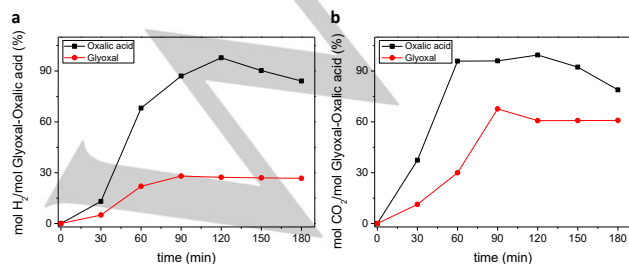 a
mol H2/mol Glyoxal-Oxalic acid (%)
90
60
30
0
Oxalic acid
Glyoxal
0 30 60 90 120 150 180
time (min)
b
mol CO2/mol Glyoxal-Oxalic acid (%)
90
60
30
0
Oxalic acid
Glyoxal
0 30 60 90 120 150 180
time (min)